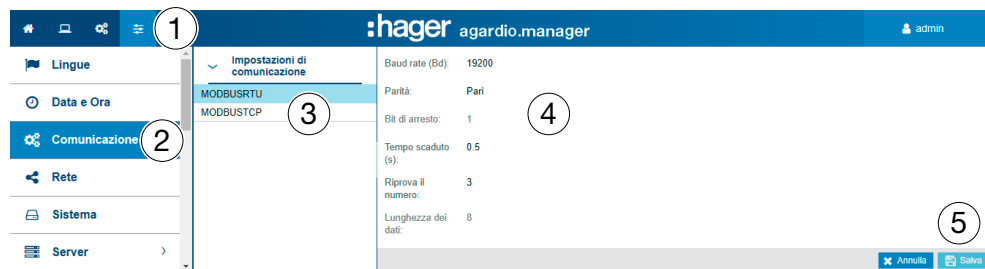 1
:hager agardio.manager
admin
Lingue
Data e Ora
Comunicazione
2
Rete
Sistema
Server
Impostazioni di
comunicazione
MODBUSRTU
MODBUSTCP
3
Baud rate (Bd): 19200
Parità: Pari
Bit di arresto: 1
4
Tempo scaduto
(s): 0.5
Riprova il
numero: 3
Lunghezza dei
dati: 8
5
Annulla
Salva